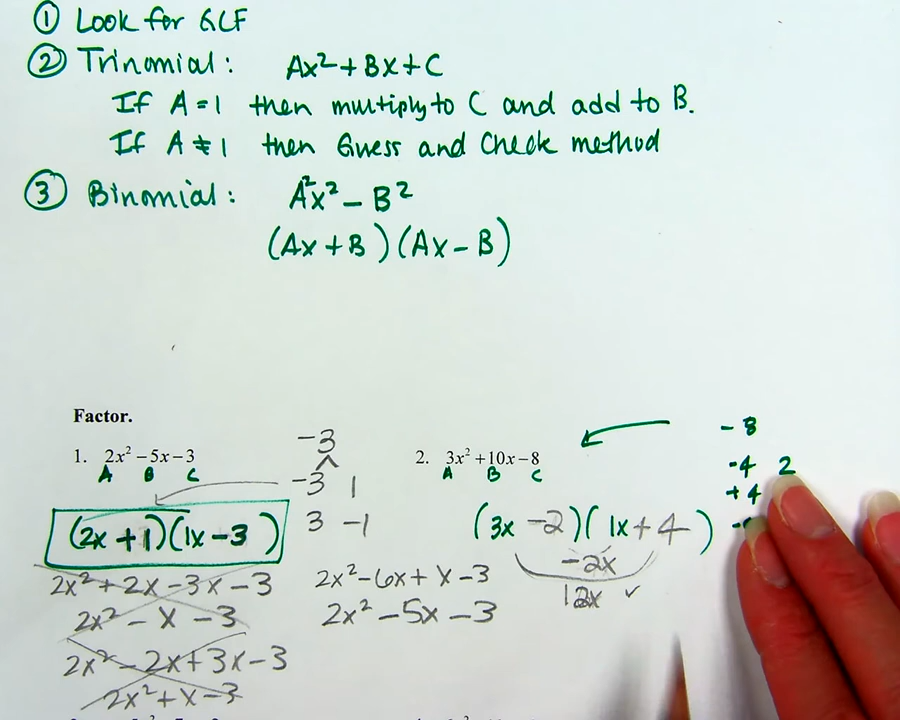 ① Look for GCF
② Trinomial: Ax²+Bx+C
If A=1 then multiply to C and add to B.
If A≠1 then Guess and Check method
③ Binomial: A²x² - B²
(Ax+B)(Ax-B)
Factor.
1. 2x² - 5x - 3
A B C
-3
-3 1
3 -1
(2x+1)(1x-3)
2x²+2x-3x-3
2x² - x - 3
2x² - 2x+3x-3
2x²+x-3
2x²-6x+x-3
2x²-5x-3
2. 3x² +10x - 8
A B C
-8
-4 2
+4
(3x -2)(1x+4)
-2x
12x ✓